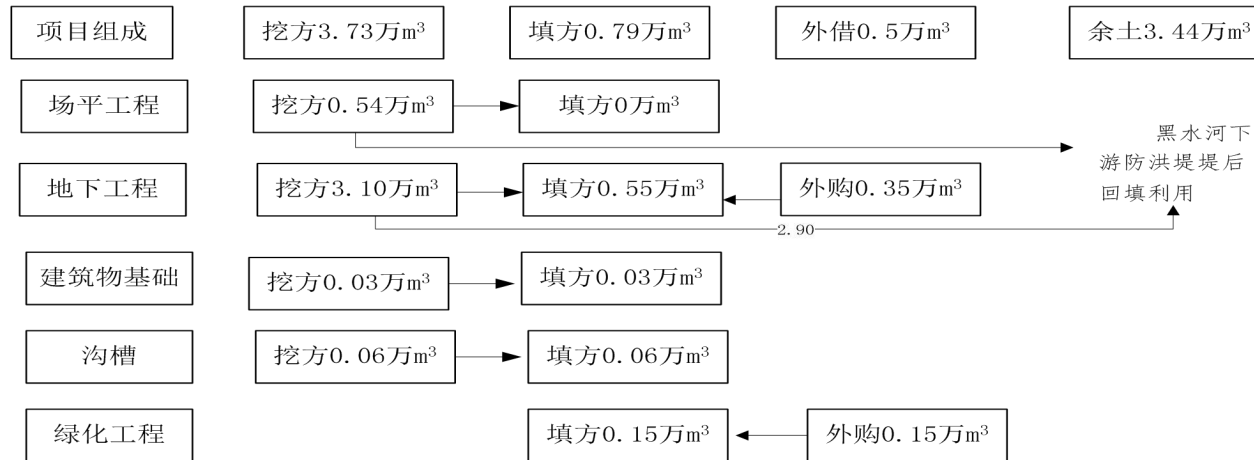 项目组成 挖方3.73万m³ 填方0.79万m³ 外借0.5万m³ 余土3.44万m³
场平工程 挖方0.54万m³ 填方0万m³
黑水河下
游防洪堤堤后
回填利用
地下工程 挖方3.10万m³ 填方0.55万m³ 外购0.35万m³
2.90
建筑物基础 挖方0.03万m³ 填方0.03万m³
沟槽 挖方0.06万m³ 填方0.06万m³
绿化工程 填方0.15万m³ 外购0.15万m³